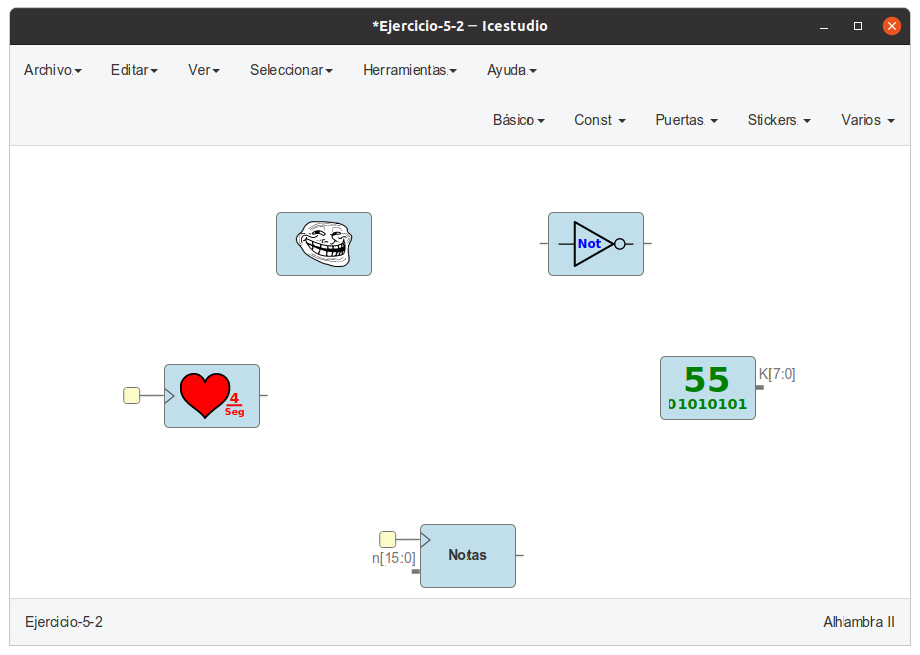 *Ejercicio-5-2 — Icestudio
Archivo Editar Ver Seleccionar Herramientas Ayuda
Básico Const Puertas Stickers Varios
Not
4
Seg
55
01010101
K[7:0]
Notas
n[15:0]
Ejercicio-5-2
Alhambra II